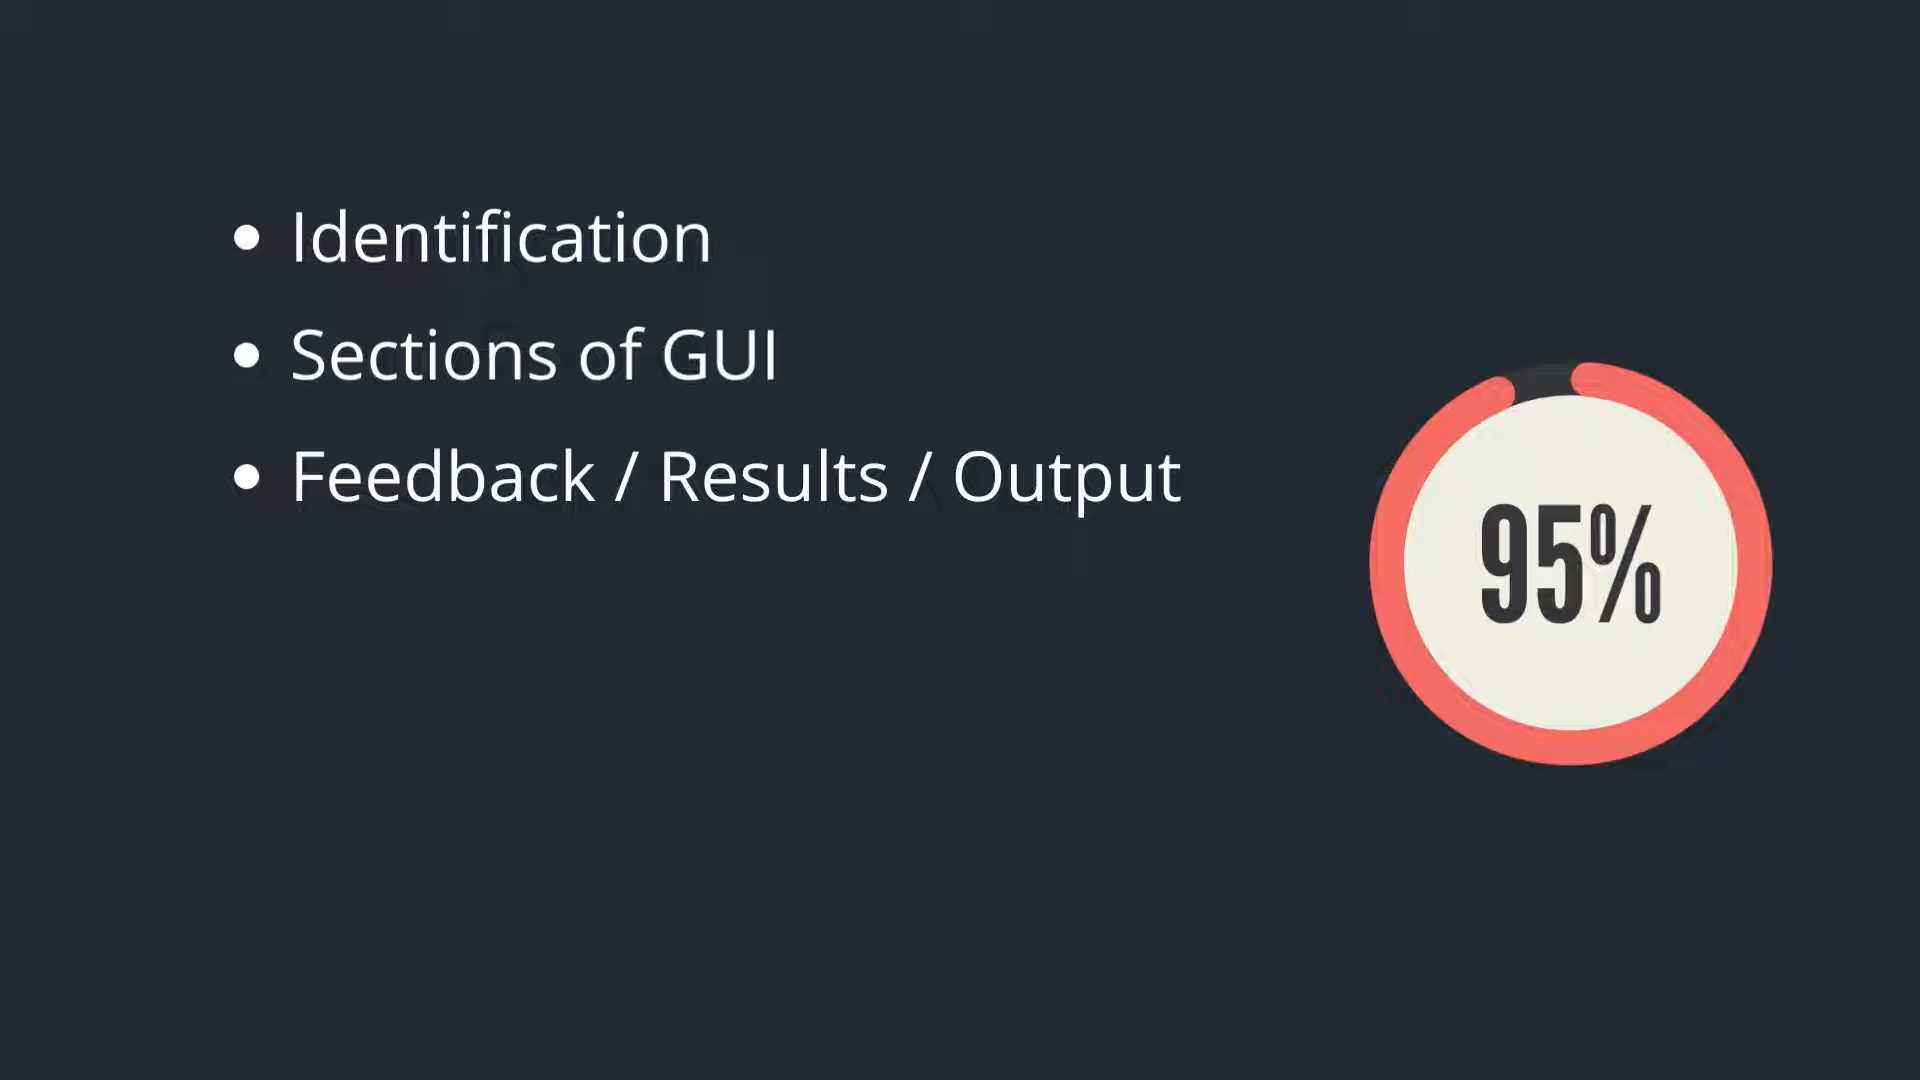 • Identification
• Sections of GUI
• Feedback / Results / Output
95%